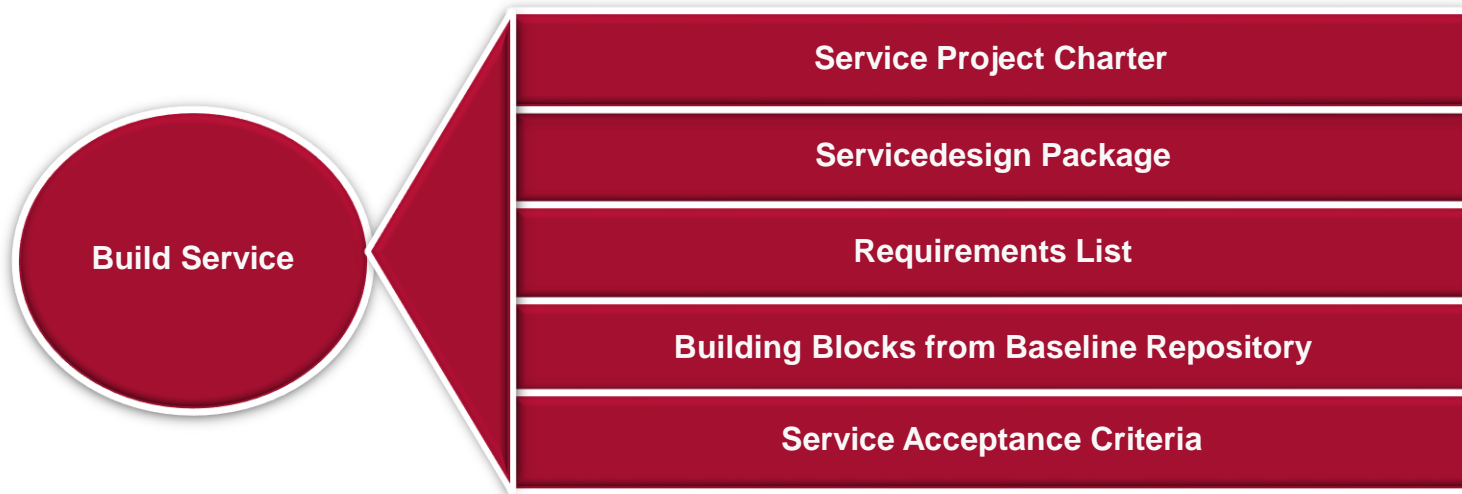 Service Project Charter
Servicedesign Package
Build Service
Requirements List
Building Blocks from Baseline Repository
Service Acceptance Criteria